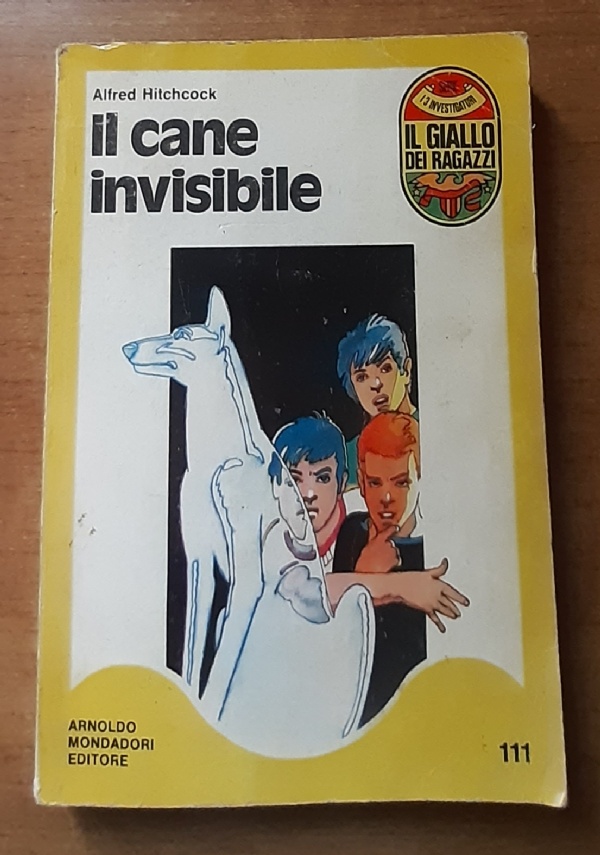 Alfred Hitchcock
il cane
invisibile
I 3 INVESTIGATORI
IL GIALLO
DEI RAGAZZI
ARNOLDO
MONDADORI
EDITORE
111